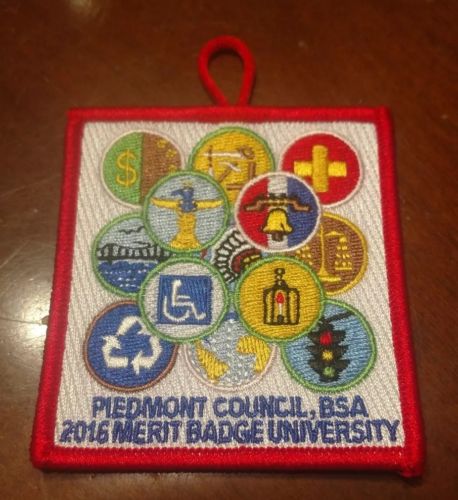 $
PIEDMONT COUNCIL, BSA
2016 MERIT BADGE UNIVERSITY